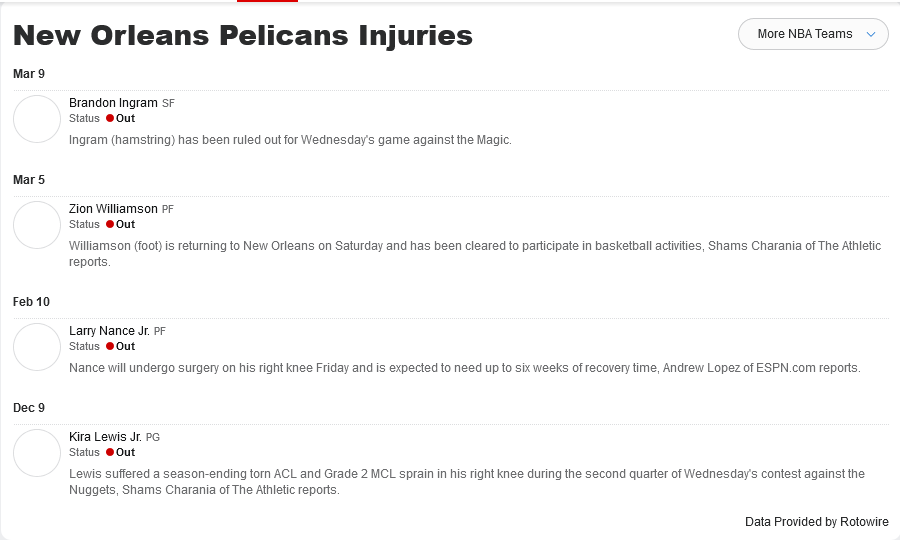 New Orleans Pelicans Injuries
More NBA Teams
Mar 9
Brandon Ingram SF
Status Out
Ingram (hamstring) has been ruled out for Wednesday's game against the Magic.
Mar 5
Zion Williamson PF
Status Out
Williamson (foot) is returning to New Orleans on Saturday and has been cleared to participate in basketball activities, Shams Charania of The Athletic
reports.
Feb 10
Larry Nance Jr. PF
Status Out
Nance will undergo surgery on his right knee Friday and is expected to need up to six weeks of recovery time, Andrew Lopez of ESPN.com reports.
Dec 9
Kira Lewis Jr. PG
Status Out
Lewis suffered a season-ending torn ACL and Grade 2 MCL sprain in his right knee during the second quarter of Wednesday's contest against the
Nuggets, Shams Charania of The Athletic reports.
Data Provided by Rotowire